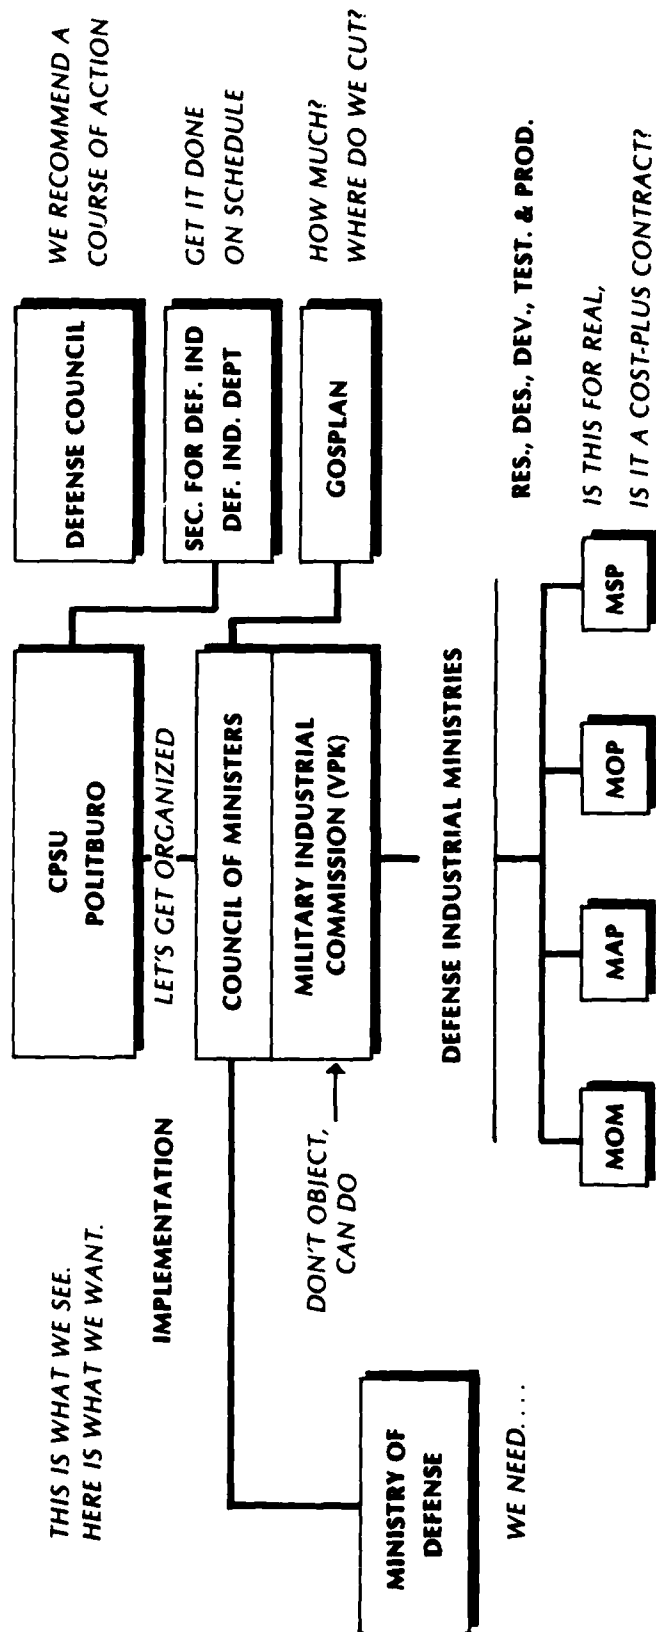 THIS IS WHAT WE SEE.
HERE IS WHAT WE WANT.
CPSU
POLITBURO
DEFENSE COUNCIL
WE RECOMMEND A
COURSE OF ACTION
IMPLEMENTATION
LET'S GET ORGANIZED
SEC. FOR DEF. IND
DEF. IND. DEPT
GET IT DONE
ON SCHEDULE
COUNCIL OF MINISTERS
MILITARY INDUSTRIAL
COMMISSION (VPK)
DON'T OBJECT,
CAN DO
GOSPLAN
HOW MUCH?
WHERE DO WE CUT?
MINISTRY OF
DEFENSE
WE NEED....
DEFENSE INDUSTRIAL MINISTRIES
RES., DES., DEV., TEST. & PROD.
MOM
MAP
MOP
MSP
IS THIS FOR REAL,
IS IT A COST-PLUS CONTRACT?